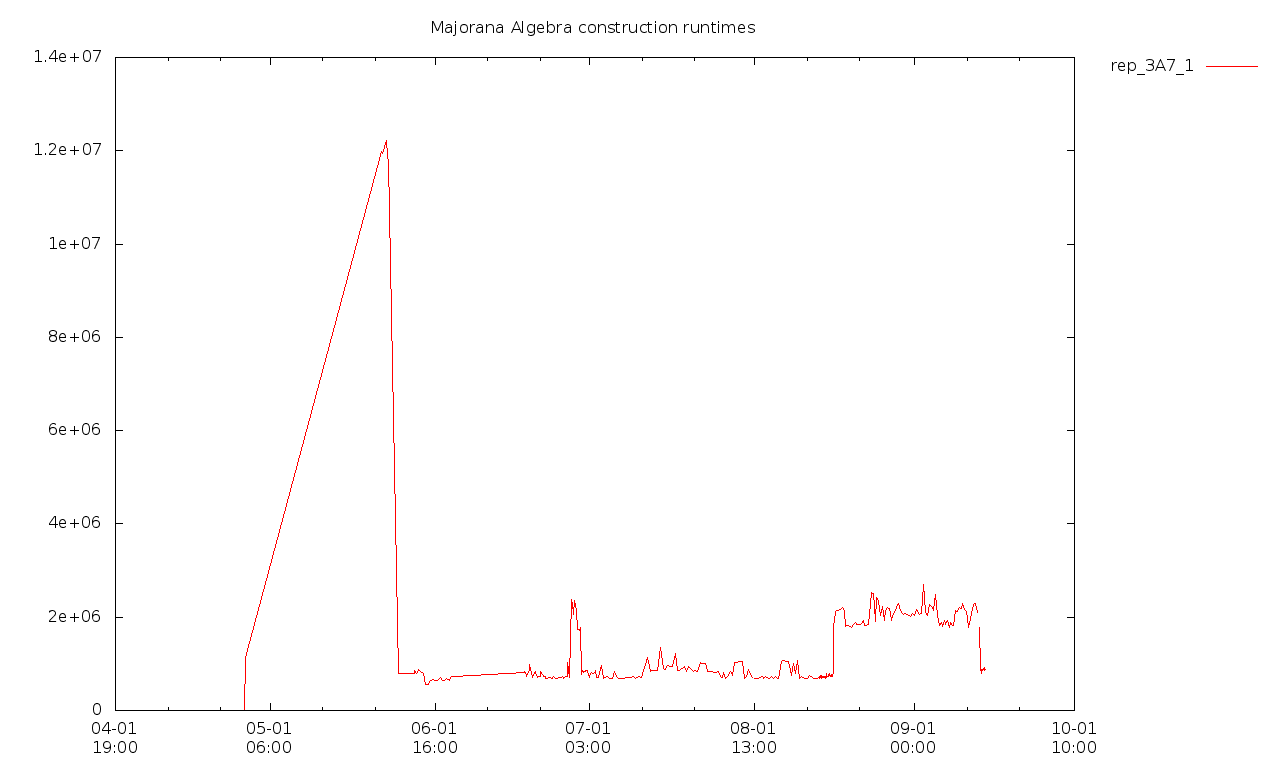 Majorana Algebra construction runtimes
rep_3A7_1
1.4e+07
1.2e+07
1e+07
8e+06
6e+06
4e+06
2e+06
0
04-01 05-01 06-01 07-01 08-01 09-01 10-01
19:00 06:00 16:00 03:00 13:00 00:00 10:00